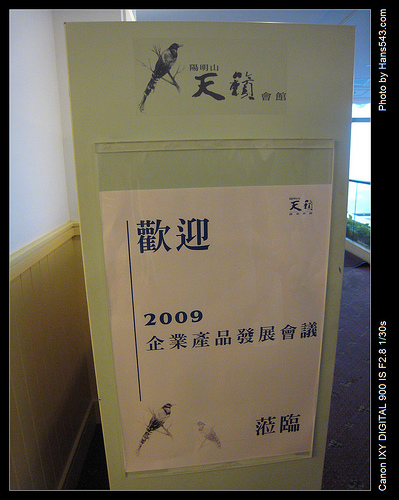 陽明山
天籟 會館
天籟
歡迎
2009
企業產品發展會議
蒞臨
Photo by Hans543.com
Canon IXY DIGITAL 900 IS F2.8 1/30s